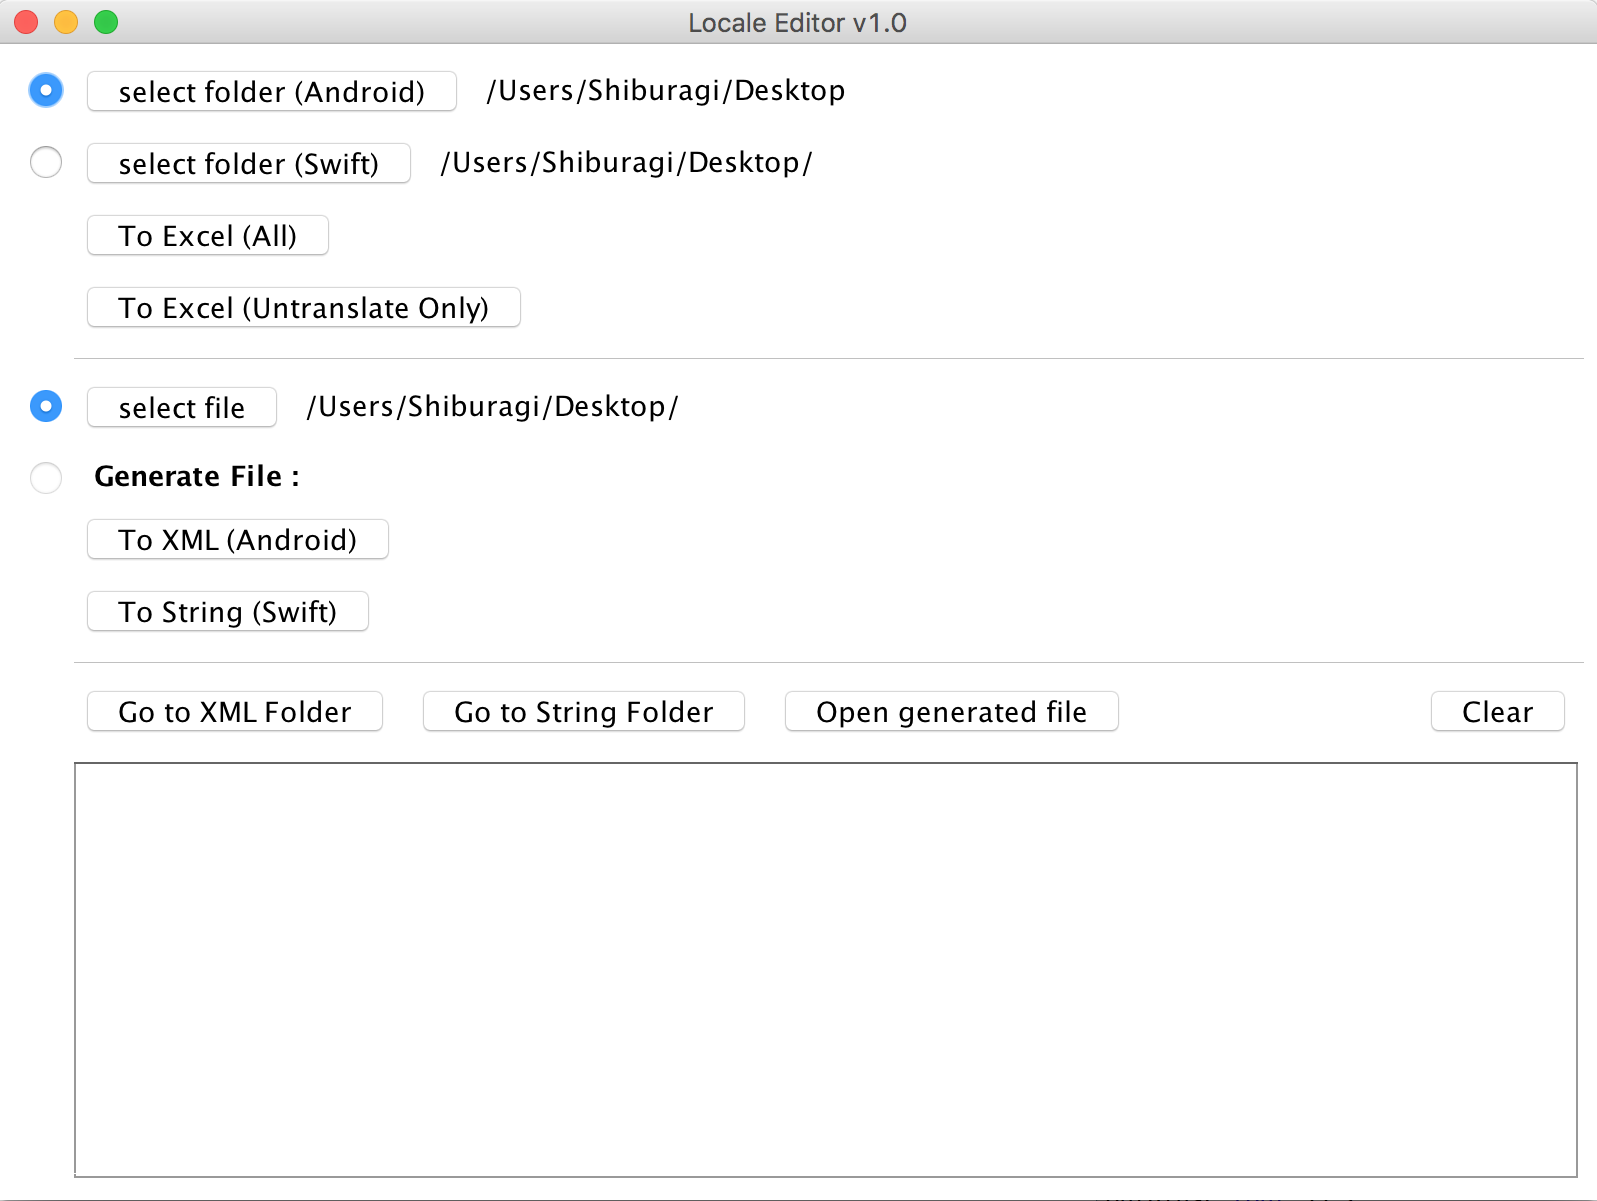 Locale Editor v1.0
select folder (Android) /Users/Shiburagi/Desktop
select folder (Swift) /Users/Shiburagi/Desktop/
To Excel (All)
To Excel (Untranslate Only)
select file /Users/Shiburagi/Desktop/
Generate File :
To XML (Android)
To String (Swift)
Go to XML Folder Go to String Folder Open generated file Clear